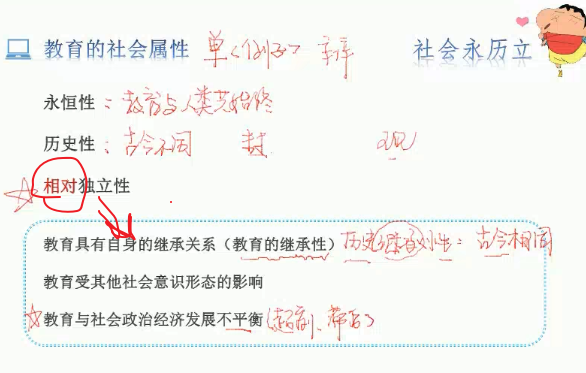 教育的社会属性 单<例子> 辨 社会永历立
永恒性：教育与人类共始终
历史性：古今不同 封 现
相对独立性
教育具有自身的继承关系（教育的继承性）历史继承性：古今相同
教育受其他社会意识形态的影响
教育与社会政治经济发展不平衡（超前、滞后）